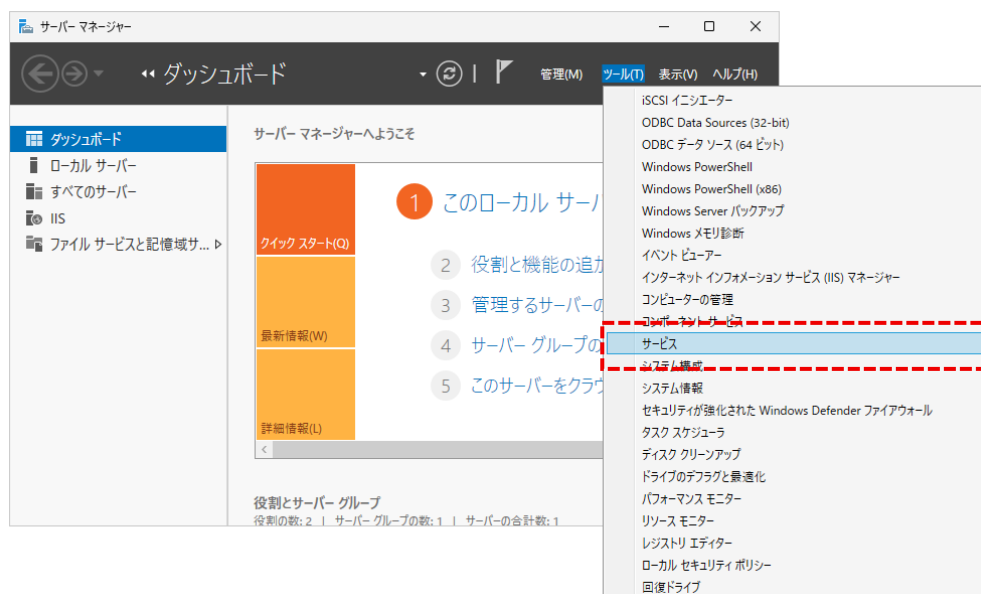 サーバー マネージャー
ダッシュボード
管理(M) ツール(T) 表示(V) ヘルプ(H)
ダッシュボード
ローカル サーバー
すべてのサーバー
IIS
ファイル サービスと記憶域サ...
サーバー マネージャーへようこそ
クイック スタート(Q)
最新情報(W)
詳細情報(L)
1 このローカル サーバ
2 役割と機能の追加
3 管理するサーバーの
4 サーバー グループの
5 このサーバーをクラウ
役割とサーバー グループ
役割の数: 2 | サーバー グループの数: 1 | サーバーの合計数: 1
iSCSI イニシエーター
ODBC Data Sources (32-bit)
ODBC データ ソース (64 ビット)
Windows PowerShell
Windows PowerShell (x86)
Windows Server バックアップ
Windows メモリ診断
イベント ビューアー
インターネット インフォメーション サービス (IIS) マネージャー
コンピューターの管理
コンポーネント サービス
サービス
システム構成
システム情報
セキュリティが強化された Windows Defender ファイアウォール
タスク スケジューラ
ディスク クリーンアップ
ドライブのデフラグと最適化
パフォーマンス モニター
リソース モニター
レジストリ エディター
ローカル セキュリティ ポリシー
回復ドライブ